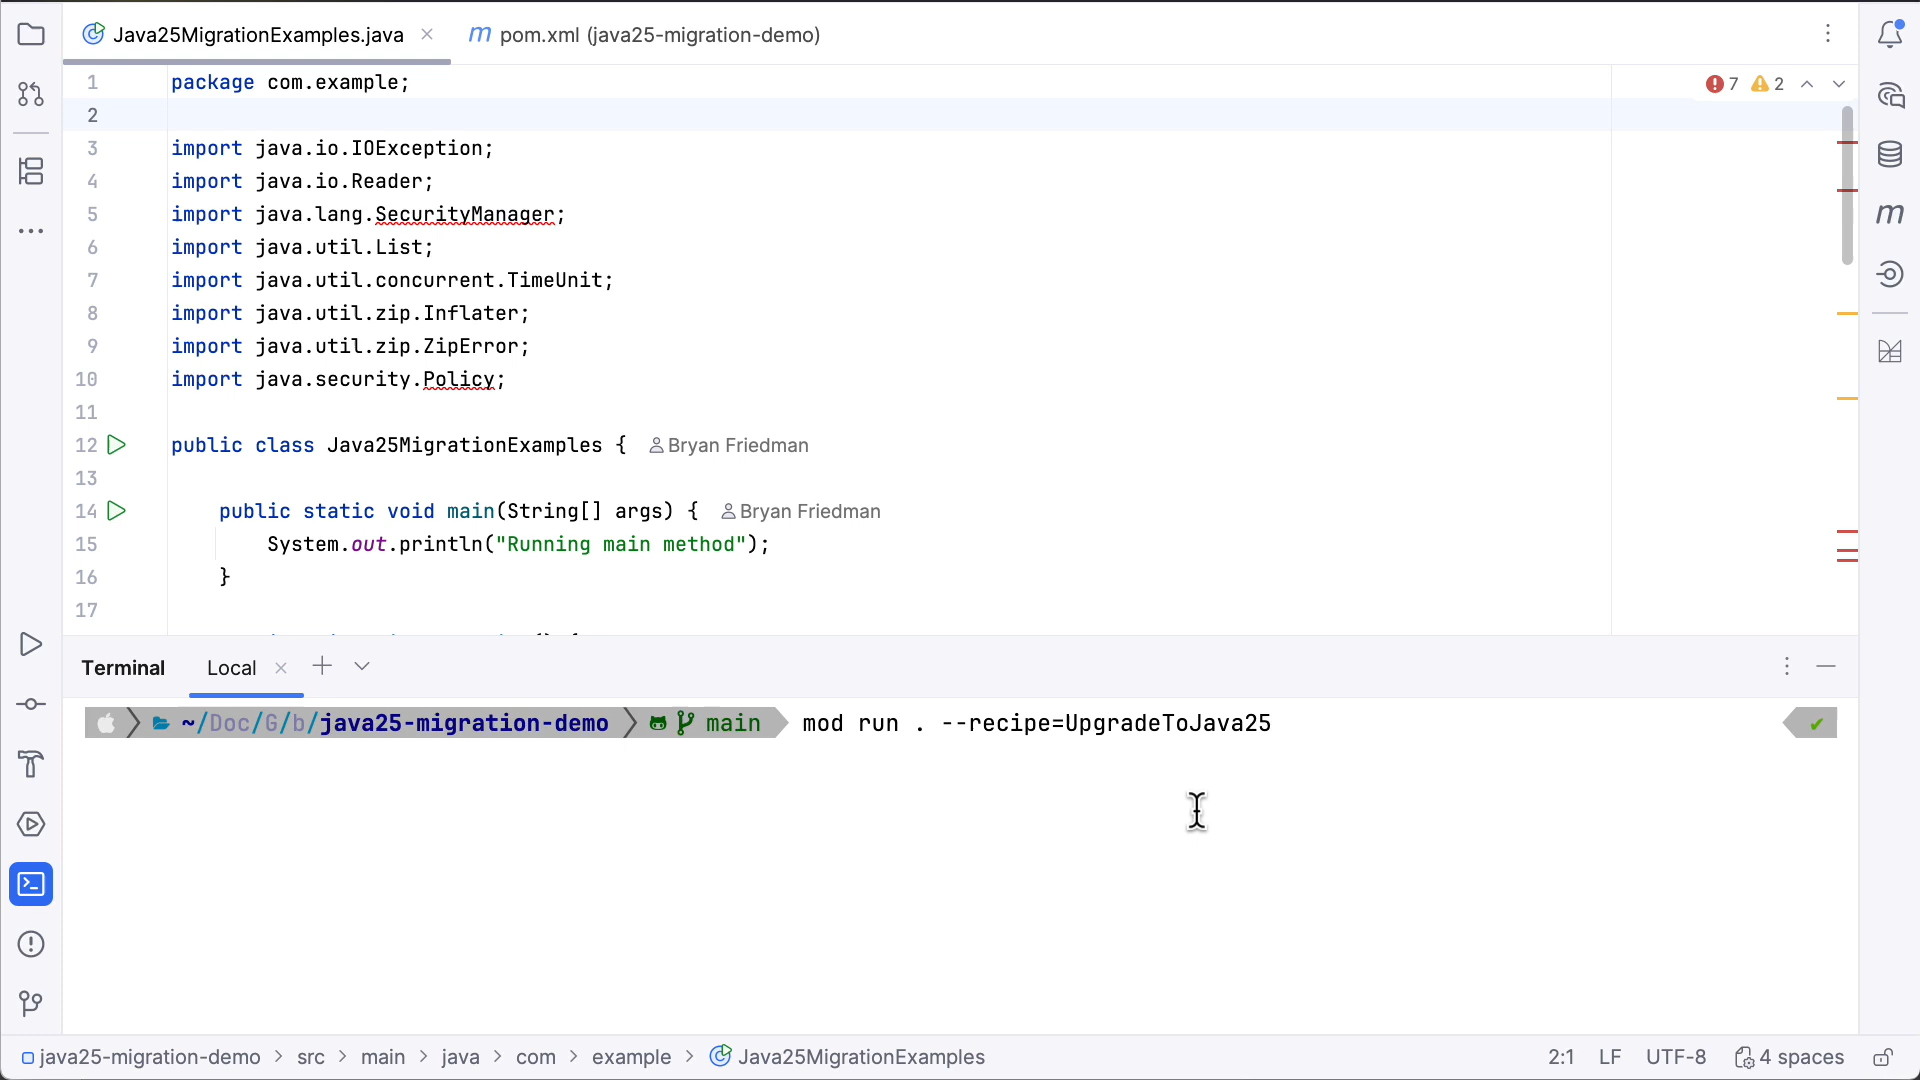 Java25MigrationExamples.java
m pom.xml (java25-migration-demo)
7 2
1 package com.example;
2
3 import java.io.IOException;
4 import java.io.Reader;
5 import java.lang.SecurityManager;
6 import java.util.List;
7 import java.util.concurrent.TimeUnit;
8 import java.util.zip.Inflater;
9 import java.util.zip.ZipError;
10 import java.security.Policy;
11
12 public class Java25MigrationExamples { Bryan Friedman
13
14 public static void main(String[] args) { Bryan Friedman
15 System.out.println("Running main method");
16 }
17
m
Terminal Local
~/Doc/G/b/java25-migration-demo main mod run . --recipe=UpgradeToJava25
java25-migration-demo > src > main > java > com > example > Java25MigrationExamples 2:1 LF UTF-8 4 spaces